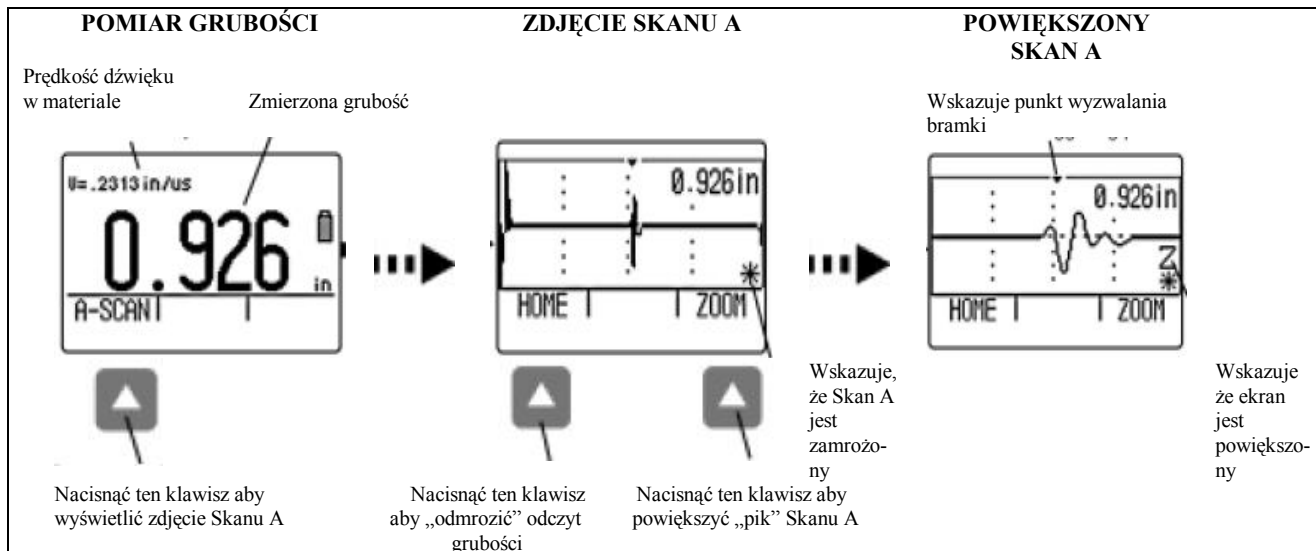 POMIAR GRUBOŚCI
Prędkość dźwięku
w materiale
Zmierzona grubość
U= .2313 in/us
0.926
in
A-SCAN
Nacisnąć ten klawisz aby
wyświetlić zdjęcie Skanu A
ZDJĘCIE SKANU A
0.926in
HOME
ZOOM
Nacisnąć ten klawisz
aby „odmrozić” odczyt
grubości
Nacisnąć ten klawisz aby
powiększyć „pik” Skanu A
Wskazuje,
że Skan A
jest
zamrożo-
ny
POWIĘKSZONY
SKAN A
Wskazuje punkt wyzwalania
bramki
0.926in
Z
HOME
ZOOM
Wskazuje
że ekran
jest
powiększo-
ny